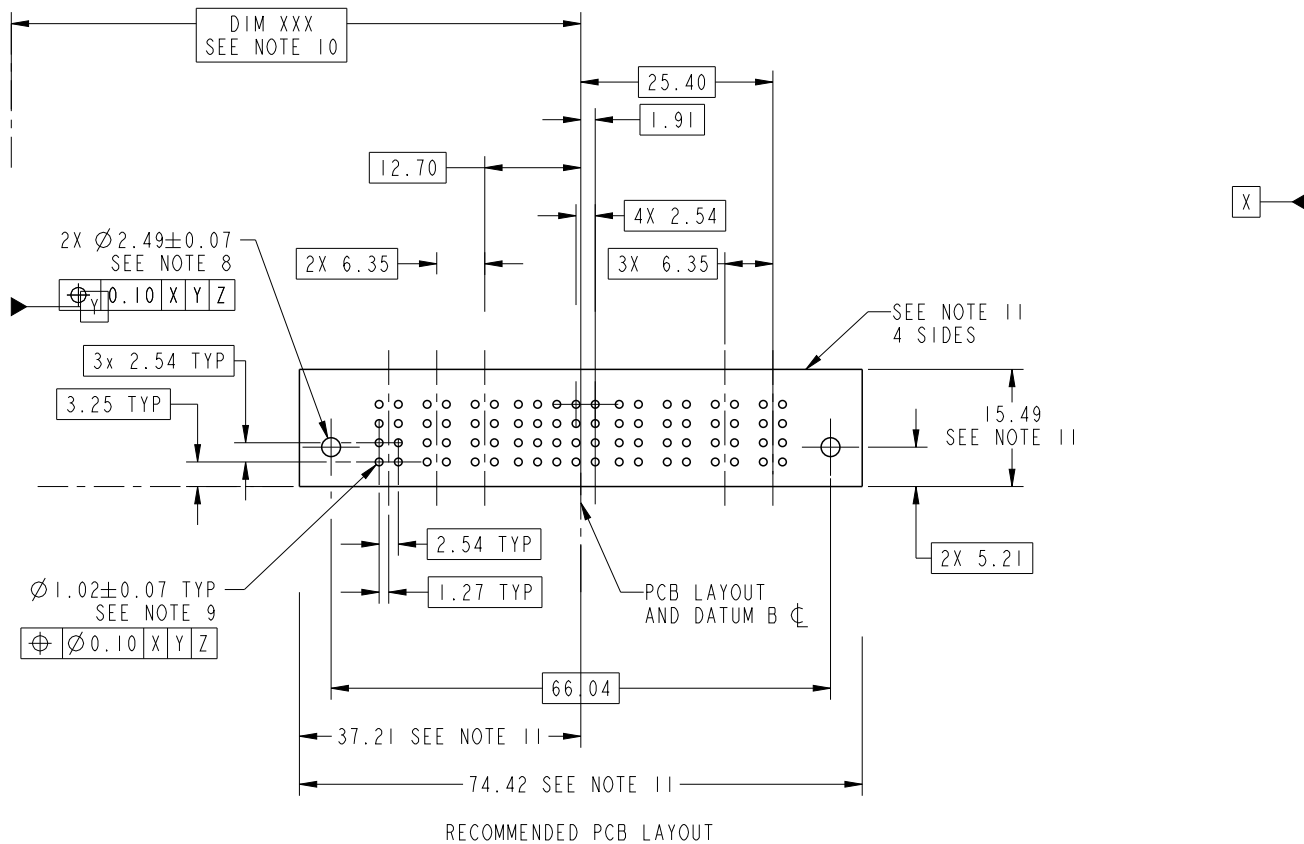 DIM XXX
SEE NOTE 10
25.40
1.91
12.70
4X 2.54
X
2X Ø2.49±0.07
SEE NOTE 8
2X 6.35
3X 6.35
⌖ 0.10 X Y Z
Y
SEE NOTE 11
4 SIDES
3x 2.54 TYP
3.25 TYP
15.49
SEE NOTE 11
2.54 TYP
2X 5.21
Ø1.02±0.07 TYP
SEE NOTE 9
1.27 TYP
PCB LAYOUT
AND DATUM B ℄
⌖ Ø0.10 X Y Z
66.04
37.21 SEE NOTE 11
74.42 SEE NOTE 11
RECOMMENDED PCB LAYOUT